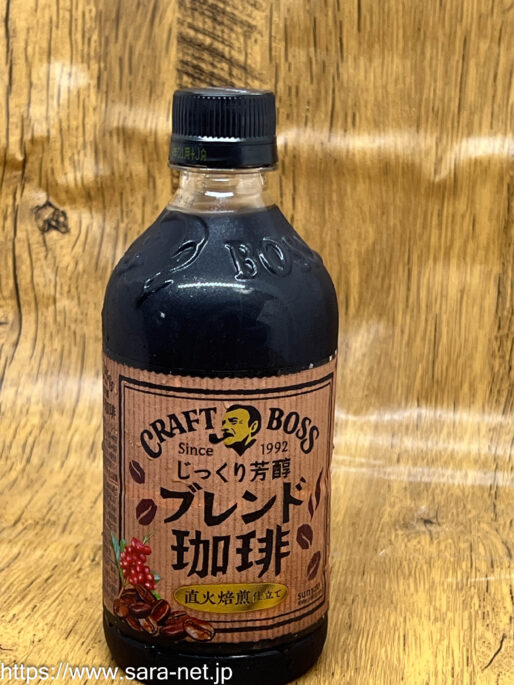 BOSS
CRAFT BOSS
Since 1992
じっくり芳醇
ブレンド
珈琲
直火焙煎仕立て
https://www.sara-net.jp